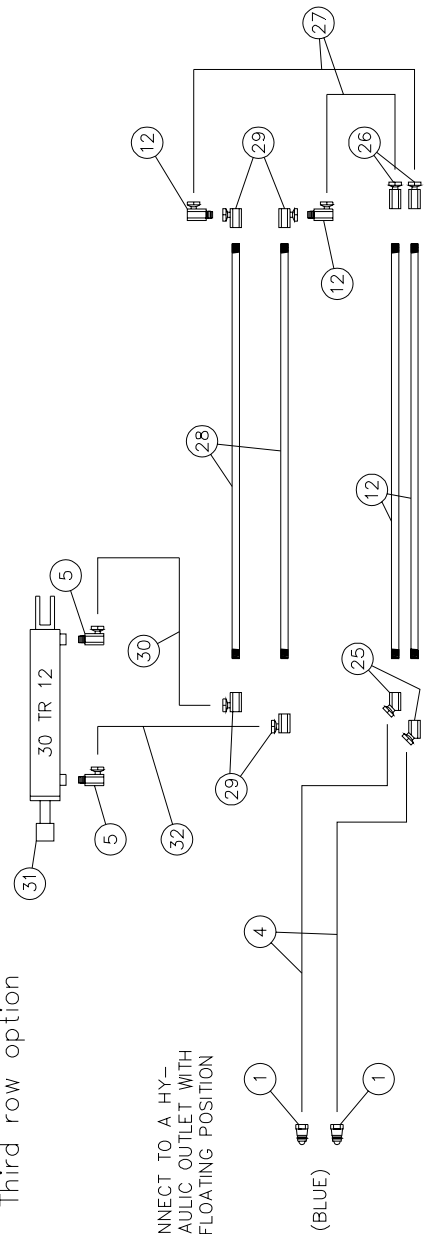 Third row option
NNECT TO A HY-
AULIC OUTLET WITH
FLOATING POSITION
(BLUE)
1
1
4
31
5
32
30 TR 12
5
30
29
28
25
12
12
29
12
27
26